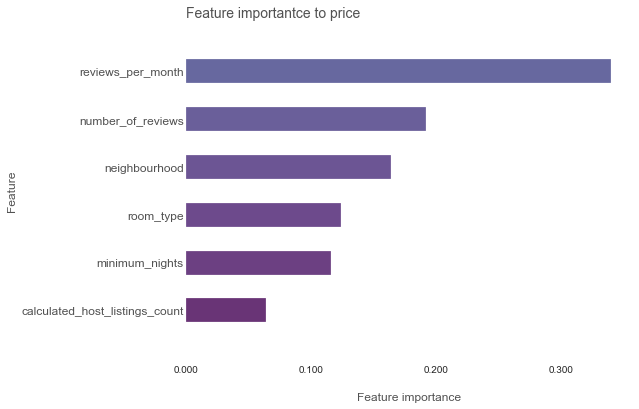 Feature importantce to price
reviews_per_month
number_of_reviews
neighbourhood
room_type
minimum_nights
calculated_host_listings_count
Feature
0.000 0.100 0.200 0.300
Feature importance